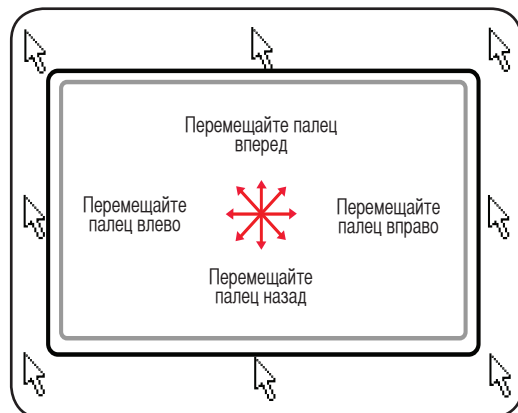 Перемещайте палец
вперед
Перемещайте
палец влево
Перемещайте
палец вправо
Перемещайте
палец назад